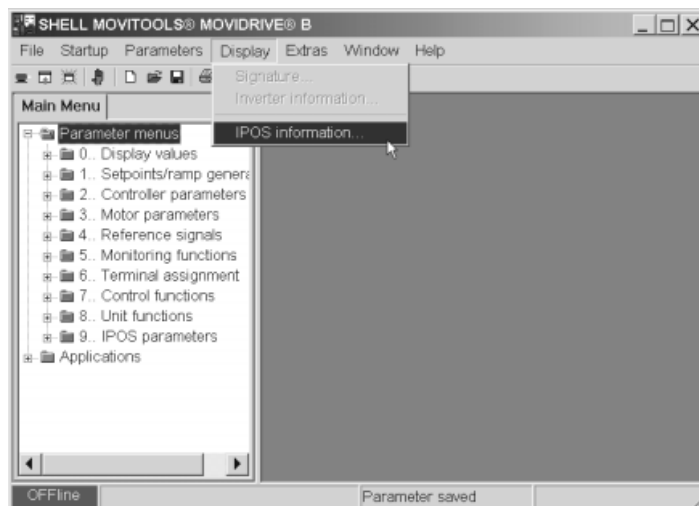 SHELL MOVITOOLS® MOVIDRIVE® B
File Startup Parameters Display Extras Window Help
Signature...
Inverter information...
IPOS information...
Main Menu
Parameter menus
0.. Display values
1.. Setpoints/ramp genera
2.. Controller parameters
3.. Motor parameters
4.. Reference signals
5.. Monitoring functions
6.. Terminal assignment
7.. Control functions
8.. Unit functions
9.. IPOS parameters
Applications
OFFline Parameter saved